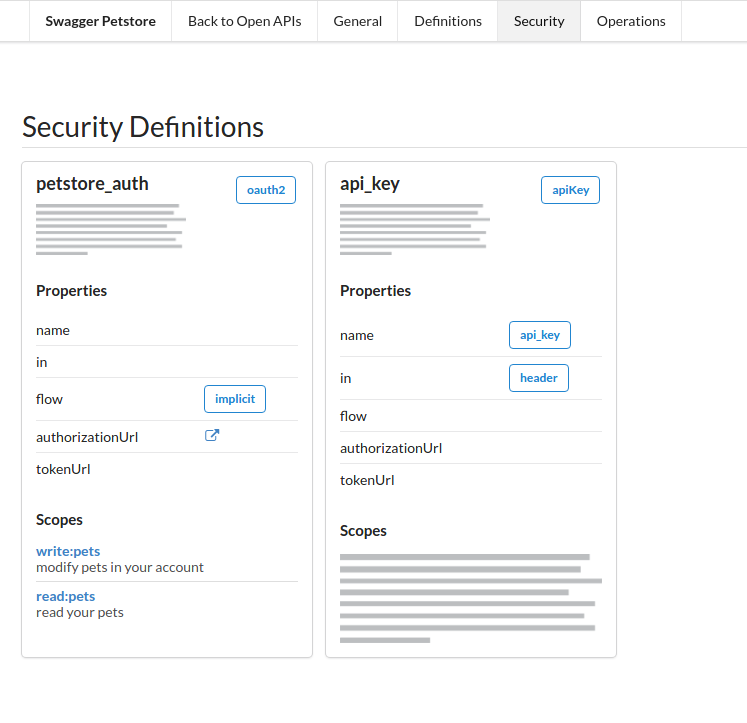 Swagger Petstore Back to Open APIs General Definitions Security Operations
Security Definitions
petstore_auth oauth2
Properties
name
in
flow implicit
authorizationUrl
tokenUrl
Scopes
write:pets
modify pets in your account
read:pets
read your pets
api_key apiKey
Properties
name api_key
in header
flow
authorizationUrl
tokenUrl
Scopes